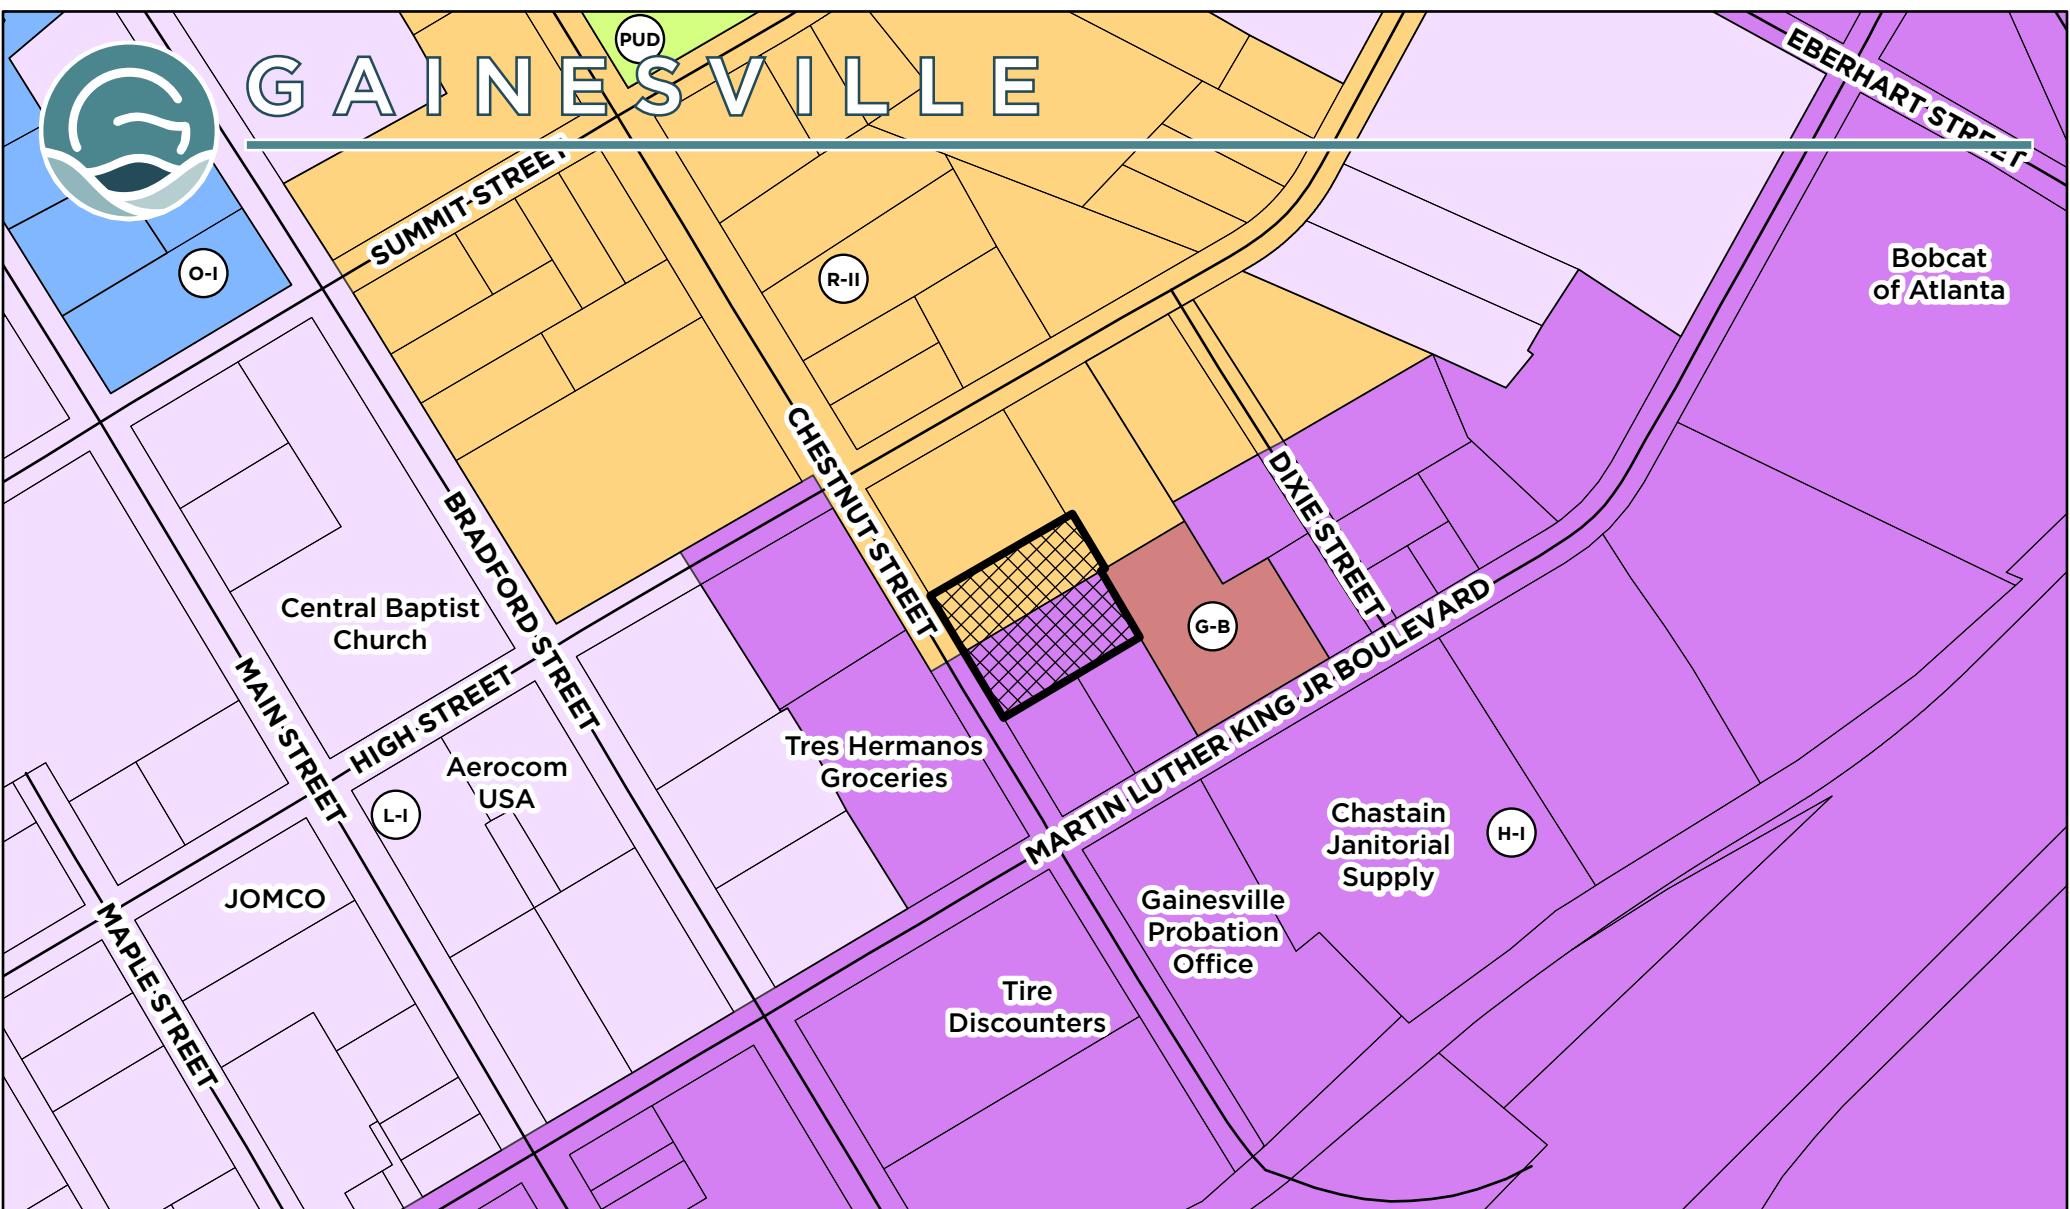 PUD
GAINESVILLE
EBERHART STREET
SUMMIT STREET
O-I
R-II
Bobcat
of Atlanta
CHESTNUT STREET
DIXIE STREET
BRADFORD STREET
Central Baptist
Church
G-B
MARTIN LUTHER KING JR BOULEVARD
MAIN STREET
HIGH STREET
Tres Hermanos
Groceries
Aerocom
USA
L-I
Chastain
Janitorial
Supply
H-I
JOMCO
Gainesville
Probation
Office
MAPLE STREET
Tire
Discounters